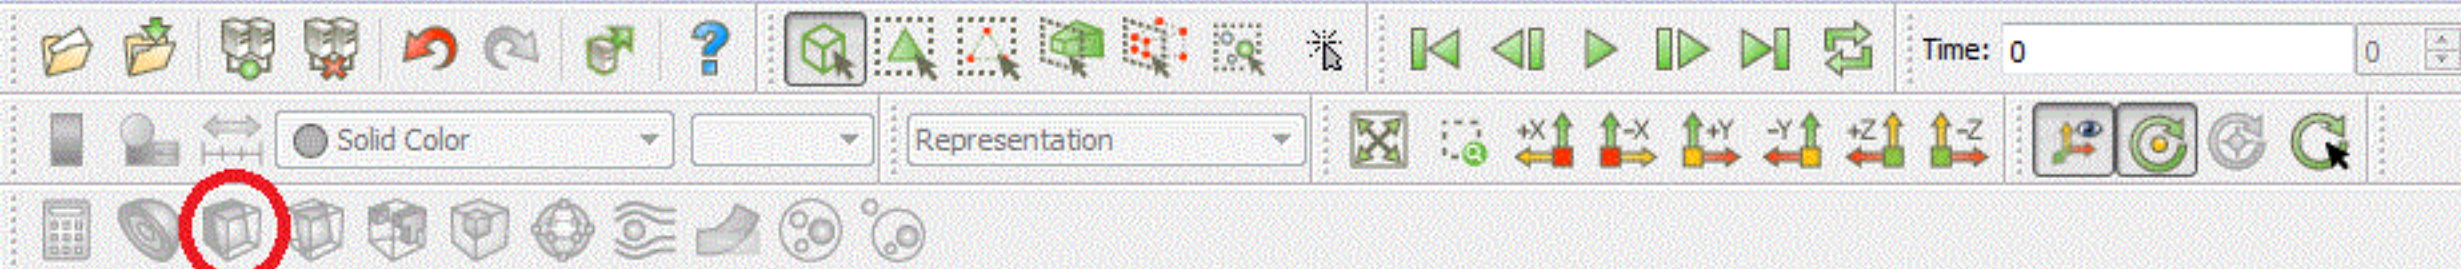 Time: 0 0
Solid Color Representation +X -X +Y -Y +Z -Z